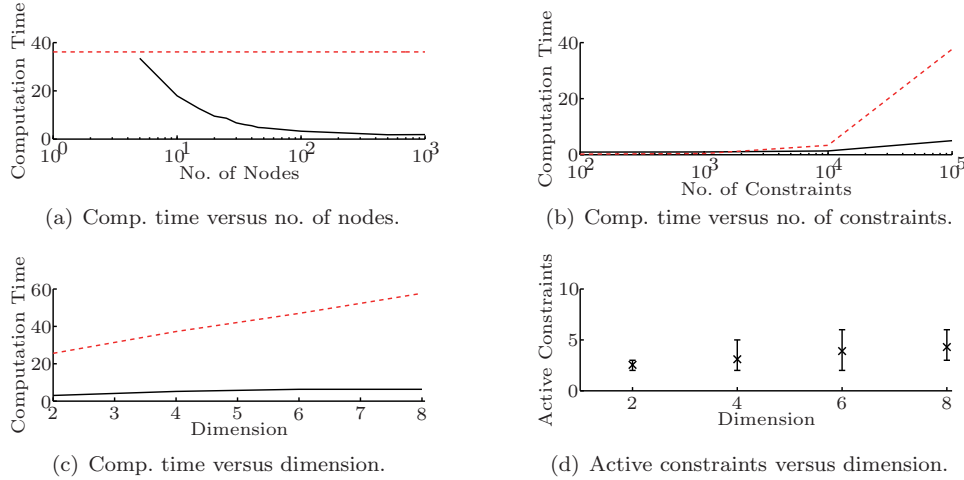 Computation Time
40
20
0
10^0
10^1
10^2
10^3
No. of Nodes
(a) Comp. time versus no. of nodes.
Computation Time
40
20
0
10^2
10^3
10^4
10^5
No. of Constraints
(b) Comp. time versus no. of constraints.
Computation Time
60
40
20
0
2
3
4
5
6
7
8
Dimension
(c) Comp. time versus dimension.
Active Constraints
10
5
0
2
4
6
8
Dimension
(d) Active constraints versus dimension.